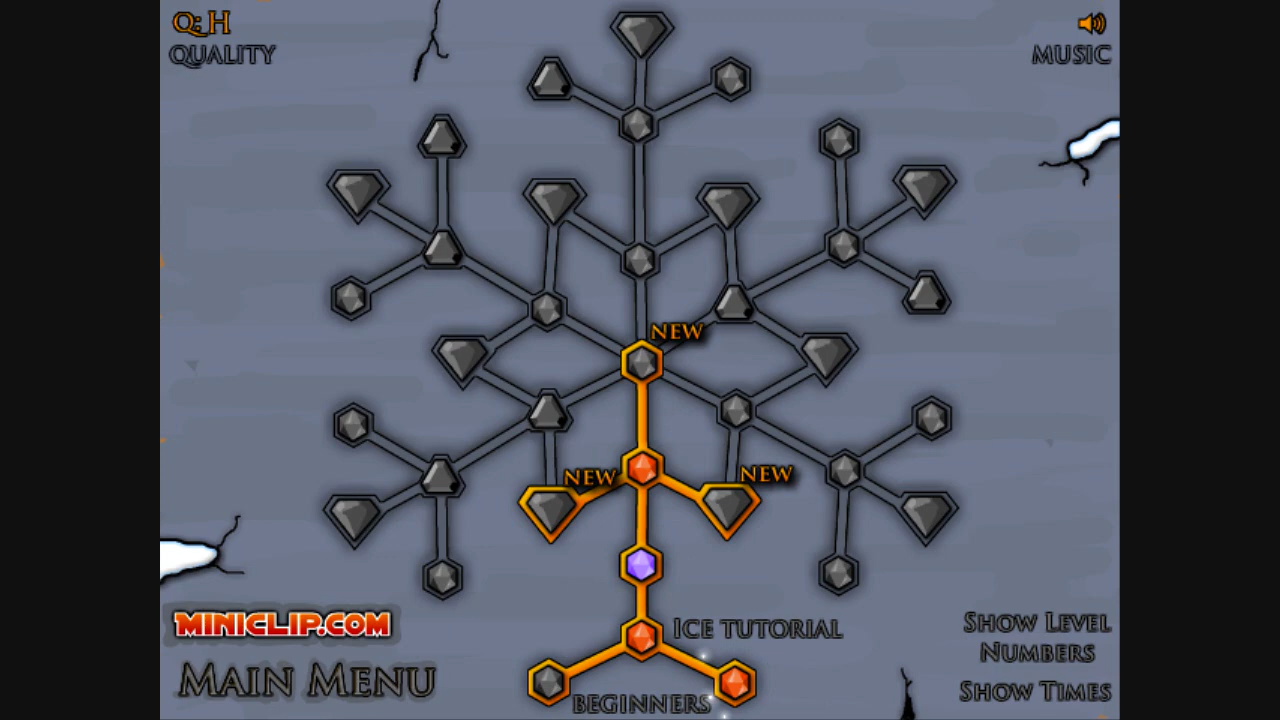 Q: H
QUALITY
MUSIC
NEW
NEW
NEW
MINICLIP.COM
ICE TUTORIAL
SHOW LEVEL
NUMBERS
MAIN MENU
BEGINNERS
SHOW TIMES